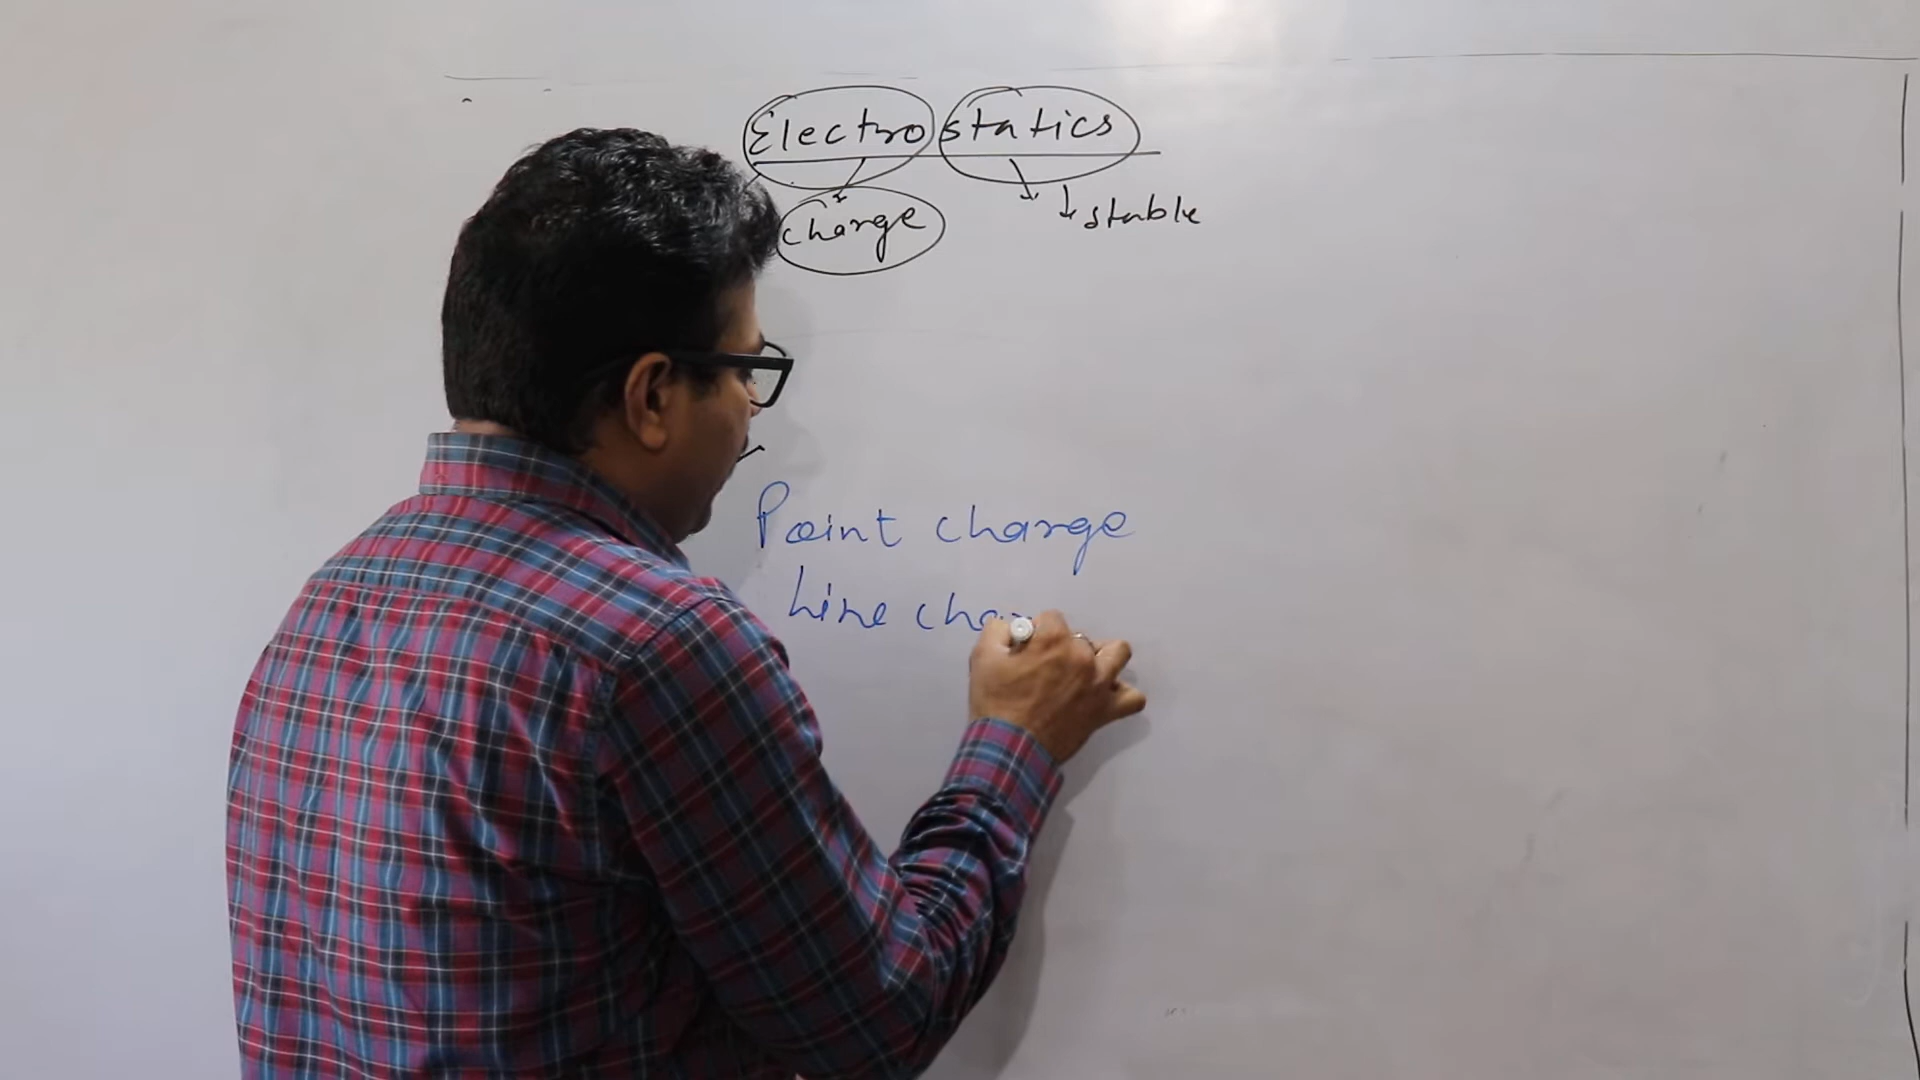 Electrostatics
charge
stable
Point charge
Line cha